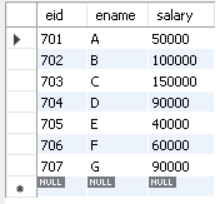 eid ename salary
701 A 50000
702 B 100000
703 C 150000
704 D 90000
705 E 40000
706 F 60000
707 G 90000
NULL NULL NULL